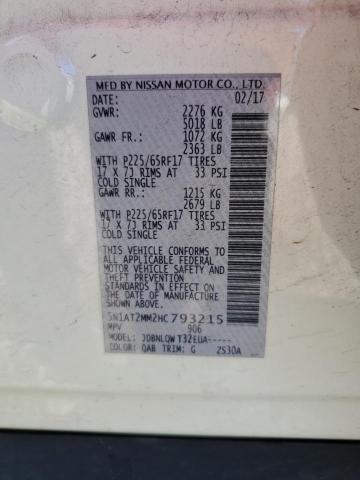 MFD BY NISSAN MOTOR CO., LTD.
DATE: 02/17
GVWR: 2276 KG
5018 LB
GAWR FR.: 1072 KG
2363 LB
WITH P225/65RF17 TIRES
17 X 7J RIMS AT 33 PSI
COLD SINGLE
GAWR RR.: 1215 KG
2679 LB
WITH P225/65RF17 TIRES
17 X 7J RIMS AT 33 PSI
COLD SINGLE
THIS VEHICLE CONFORMS TO
ALL APPLICABLE FEDERAL
MOTOR VEHICLE SAFETY AND
THEFT PREVENTION
STANDARDS IN EFFECT ON
THE DATE OF MANUFACTURE
SHOWN ABOVE.
5N1AT2MM2HC793215
MPV 906
MODEL: JDBNLQW T32EUA-----
COLOR: QAB TRIM: G 2S30A